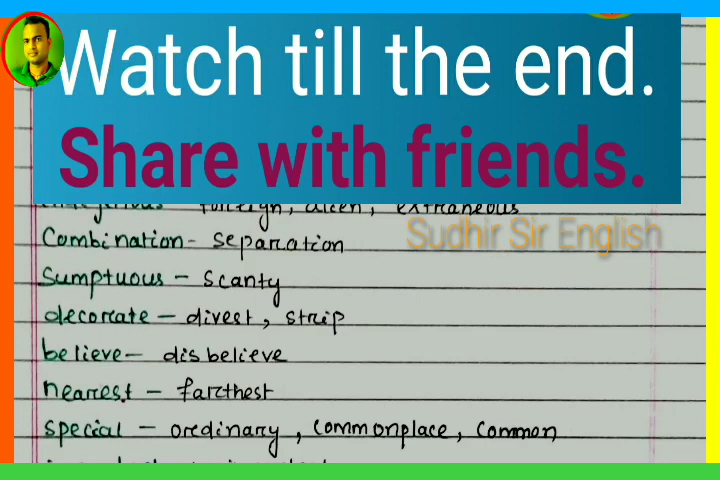 Watch till the end.
Share with friends.
foreign, alien, extraneous
Sudhir Sir English
Combination - separation
Sumptuous - scanty
decorate - divest, strip
believe - disbelieve
nearest - farthest
special - ordinary, Commonplace, Common